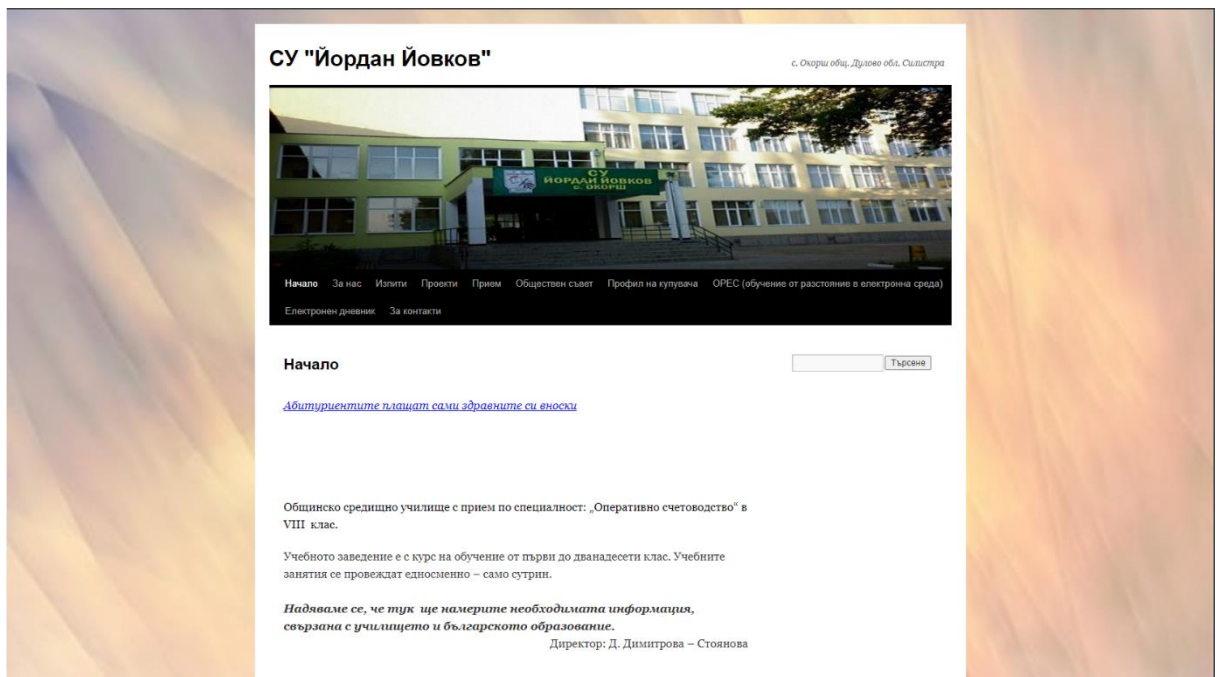 СУ "Йордан Йовков"
с. Окорш общ. Дулово обл. Силистра
СУ
ЙОРДАН ЙОВКОВ
с. ОКОРШ
Начало За нас Изпити Проекти Прием Обществен съвет Профил на купувача ОРЕС (обучение от разстояние в електронна среда)
Електронен дневник За контакти
Начало
Търсене
Абитуриентите плащат сами здравните си вноски
Общинско средищно училище с прием по специалност: „Оперативно счетоводство“ в
VIII клас.
Учебното заведение е с курс на обучение от първи до дванадесети клас. Учебните
занятия се провеждат едносменно – само сутрин.
Надяваме се, че тук ще намерите необходимата информация,
свързана с училището и българското образование.
Директор: Д. Димитрова – Стоянова